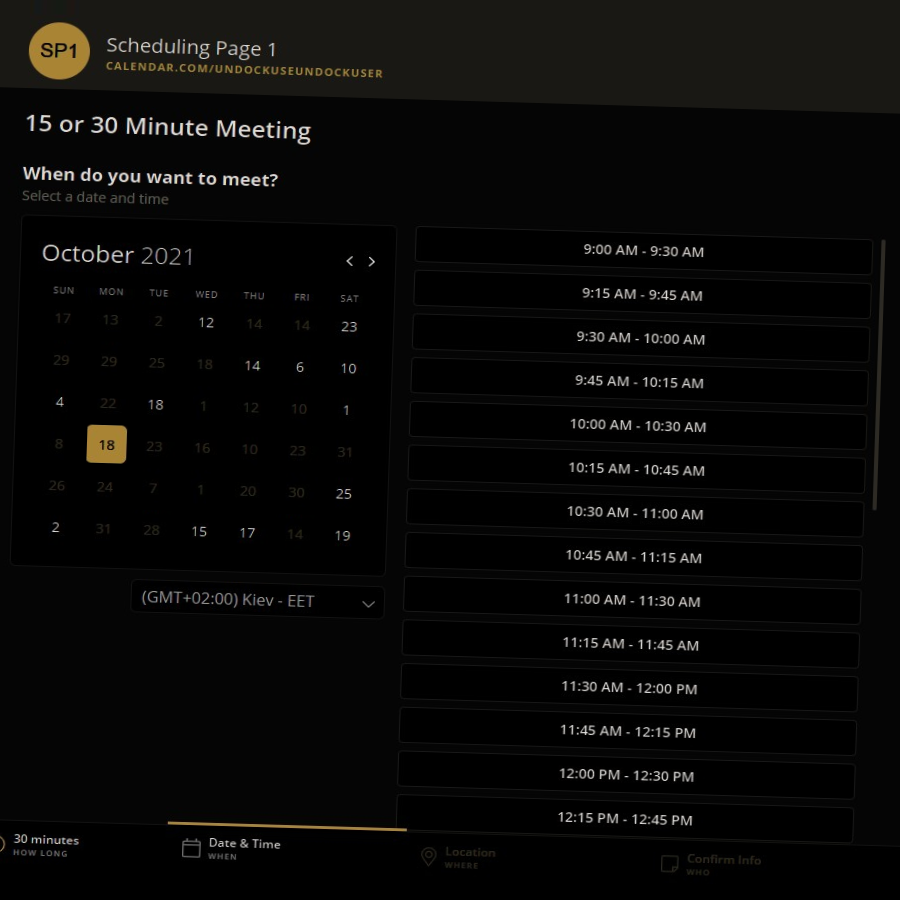 SP1
Scheduling Page 1
CALENDAR.COM/UNDOCKUSEUNDOCKUSER
15 or 30 Minute Meeting
When do you want to meet?
Select a date and time
October 2021
SUN MON TUE WED THU FRI SAT
17 13 2 12 14 14 23
29 29 25 18 14 6 10
4 22 18 1 12 10 1
8 18 23 16 10 23 31
26 24 7 1 20 30 25
2 31 28 15 17 14 19
(GMT+02:00) Kiev - EET
9:00 AM - 9:30 AM
9:15 AM - 9:45 AM
9:30 AM - 10:00 AM
9:45 AM - 10:15 AM
10:00 AM - 10:30 AM
10:15 AM - 10:45 AM
10:30 AM - 11:00 AM
10:45 AM - 11:15 AM
11:00 AM - 11:30 AM
11:15 AM - 11:45 AM
11:30 AM - 12:00 PM
11:45 AM - 12:15 PM
12:00 PM - 12:30 PM
12:15 PM - 12:45 PM
30 minutes
HOW LONG
Date & Time
WHEN
Location
WHERE
Confirm Info
WHO